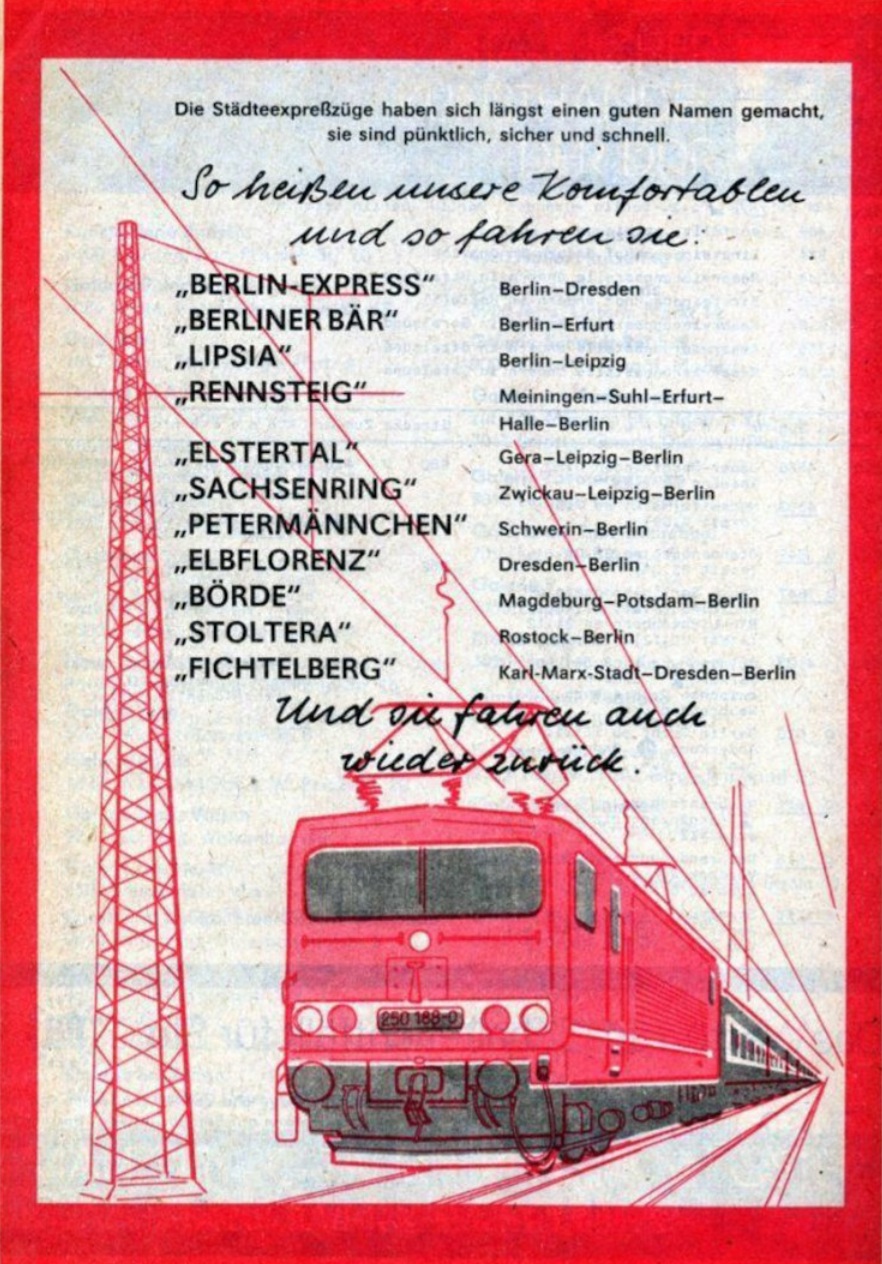 Die Städteexpreßzüge haben sich längst einen guten Namen gemacht,
sie sind pünktlich, sicher und schnell.
So heißen unsere Komfortablen
und so fahren sie:
„BERLIN-EXPRESS“ Berlin–Dresden
„BERLINER BÄR“ Berlin–Erfurt
„LIPSIA“ Berlin–Leipzig
„RENNSTEIG“ Meiningen–Suhl–Erfurt–
Halle–Berlin
„ELSTERTAL“ Gera–Leipzig–Berlin
„SACHSENRING“ Zwickau–Leipzig–Berlin
„PETERMÄNNCHEN“ Schwerin–Berlin
„ELBFLORENZ“ Dresden–Berlin
„BÖRDE“ Magdeburg–Potsdam–Berlin
„STOLTERA“ Rostock–Berlin
„FICHTELBERG“ Karl-Marx-Stadt–Dresden–Berlin
Und sie fahren auch
wieder zurück.
250 188-0